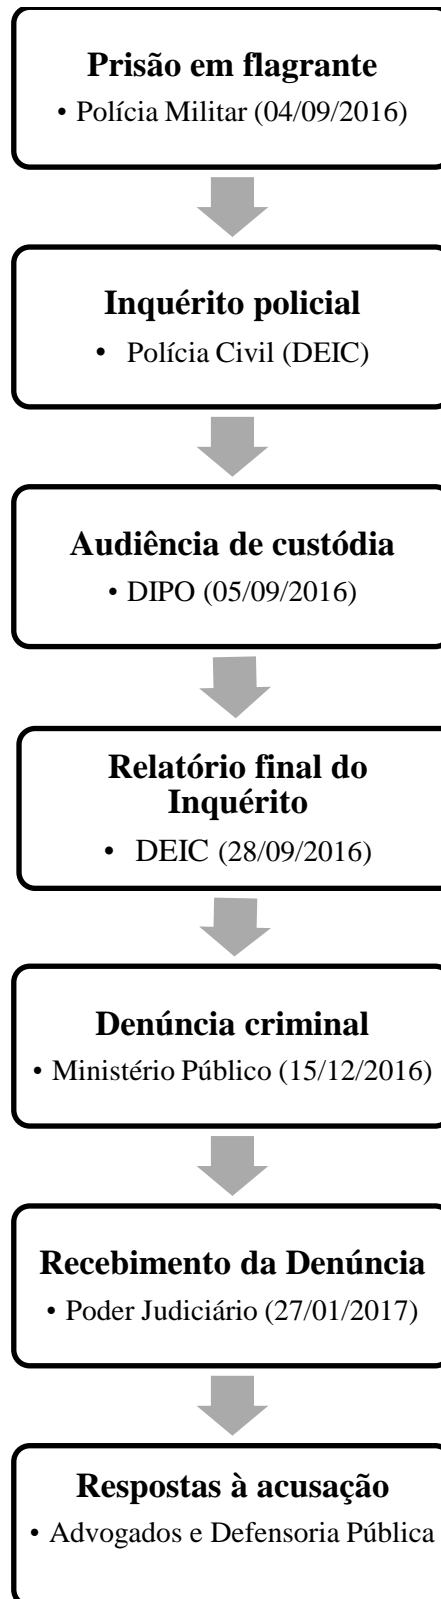 Prisão em flagrante
• Polícia Militar (04/09/2016)
Inquérito policial
• Polícia Civil (DEIC)
Audiência de custódia
• DIPO (05/09/2016)
Relatório final do
Inquérito
• DEIC (28/09/2016)
Denúncia criminal
• Ministério Público (15/12/2016)
Recebimento da Denúncia
• Poder Judiciário (27/01/2017)
Respostas à acusação
• Advogados e Defensoria Pública